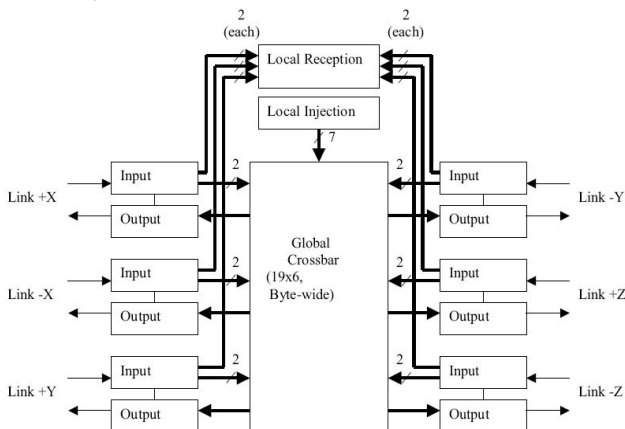 2
(each)
2
(each)
Local Reception
Local Injection
7
Link +X
Input
2
Output
Link -X
Input
2
Output
Link +Y
Input
2
Output
Global
Crossbar
(19x6,
Byte-wide)
2
Input
Output
Link -Y
2
Input
Output
Link +Z
2
Input
Output
Link -Z